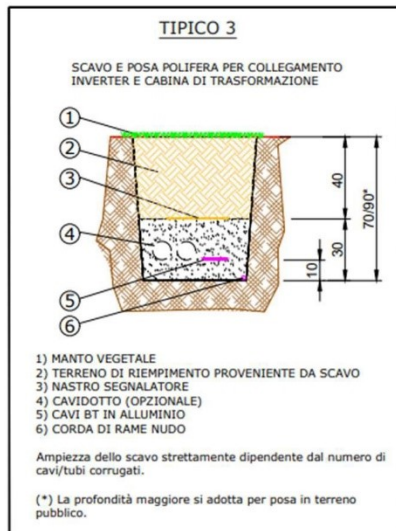 TIPICO 3
SCAVO E POSA POLIFERA PER COLLEGAMENTO
INVERTER E CABINA DI TRASFORMAZIONE
1
2
3
4
5
6
40
30
10
70/90*
1) MANTO VEGETALE
2) TERRENO DI RIEMPIMENTO PROVENIENTE DA SCAVO
3) NASTRO SEGNALATORE
4) CAVIDOTTO (OPZIONALE)
5) CAVI BT IN ALLUMINIO
6) CORDA DI RAME NUDO
Ampiezza dello scavo strettamente dipendente dal numero di
cavi/tubi corrugati.
(*) La profondità maggiore si adotta per posa in terreno
pubblico.